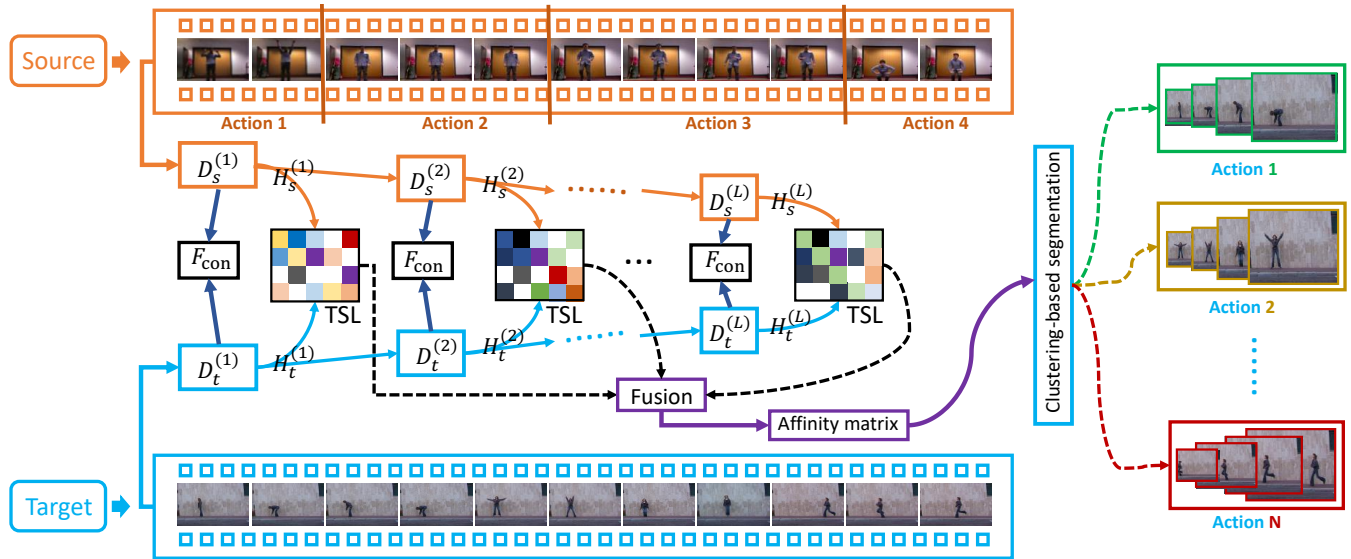 Source
Action 1
Action 2
Action 3
Action 4
D_s^{(1)}
H_s^{(1)}
D_s^{(2)}
H_s^{(2)}
......
D_s^{(L)}
H_s^{(L)}
F_con
F_con
...
F_con
TSL
TSL
TSL
D_t^{(1)}
H_t^{(1)}
D_t^{(2)}
H_t^{(2)}
......
D_t^{(L)}
H_t^{(L)}
Fusion
Affinity matrix
Clustering-based segmentation
Action 1
Action 2
......
Action N
Target